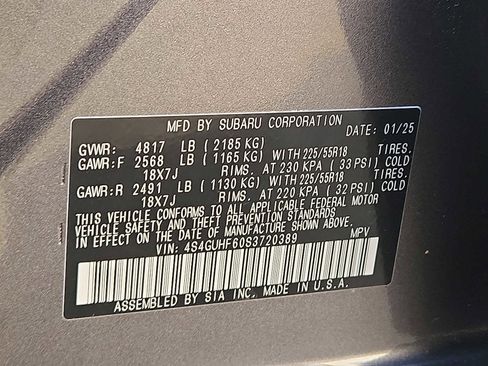 MFD BY SUBARU CORPORATION DATE: 01/25
GVWR: 4817 LB (2185 KG)
GAWR:F 2568 LB (1165 KG) WITH 225/55R18 TIRES.
18X7J RIMS. AT 230 KPA (33 PSI) COLD
GAWR:R 2491 LB (1130 KG) WITH 225/55R18 TIRES.
18X7J RIMS. AT 220 KPA (32 PSI) COLD
THIS VEHICLE CONFORMS TO ALL APPLICABLE FEDERAL MOTOR
VEHICLE SAFETY AND THEFT PREVENTION STANDARDS
IN EFFECT ON THE DATE OF MANUFACTURE SHOWN ABOVE.
VIN: 4S4GUHF60S3720389 MPV
ASSEMBLED BY SIA INC, MADE IN U.S.A.